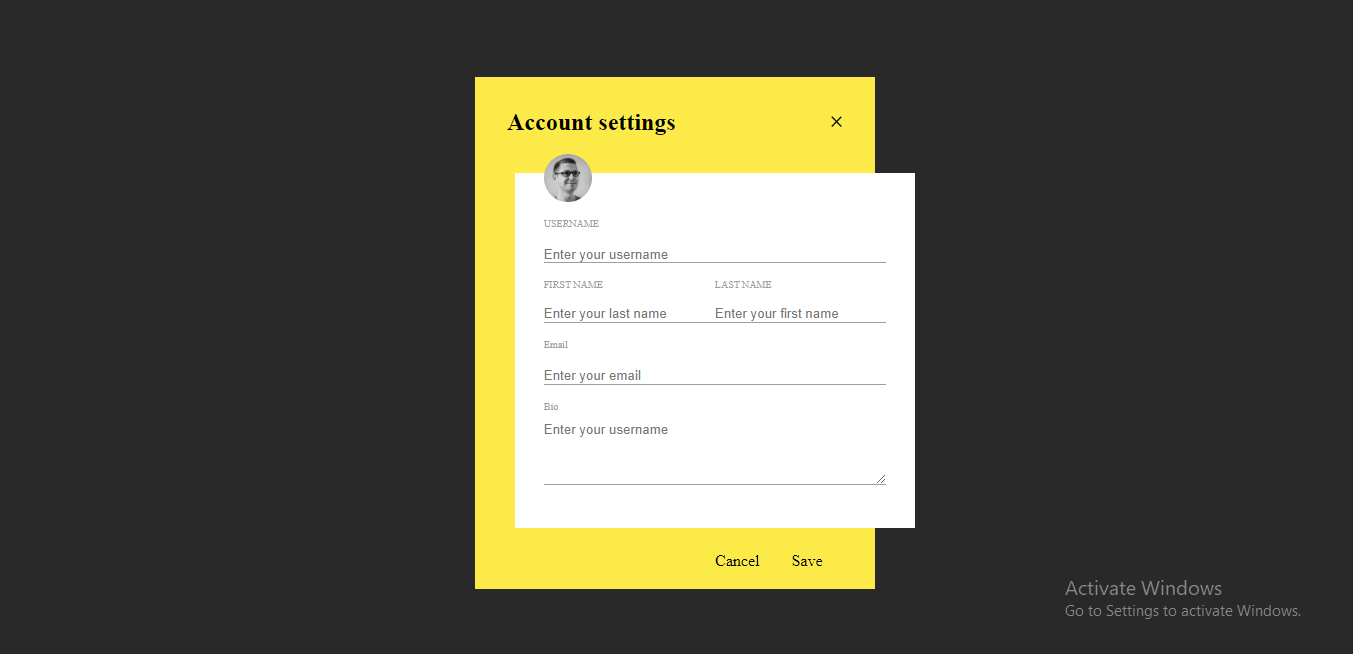 Account settings
×
USERNAME
Enter your username
FIRST NAME LAST NAME
Enter your last name Enter your first name
Email
Enter your email
Bio
Enter your username
Cancel Save
Activate Windows
Go to Settings to activate Windows.